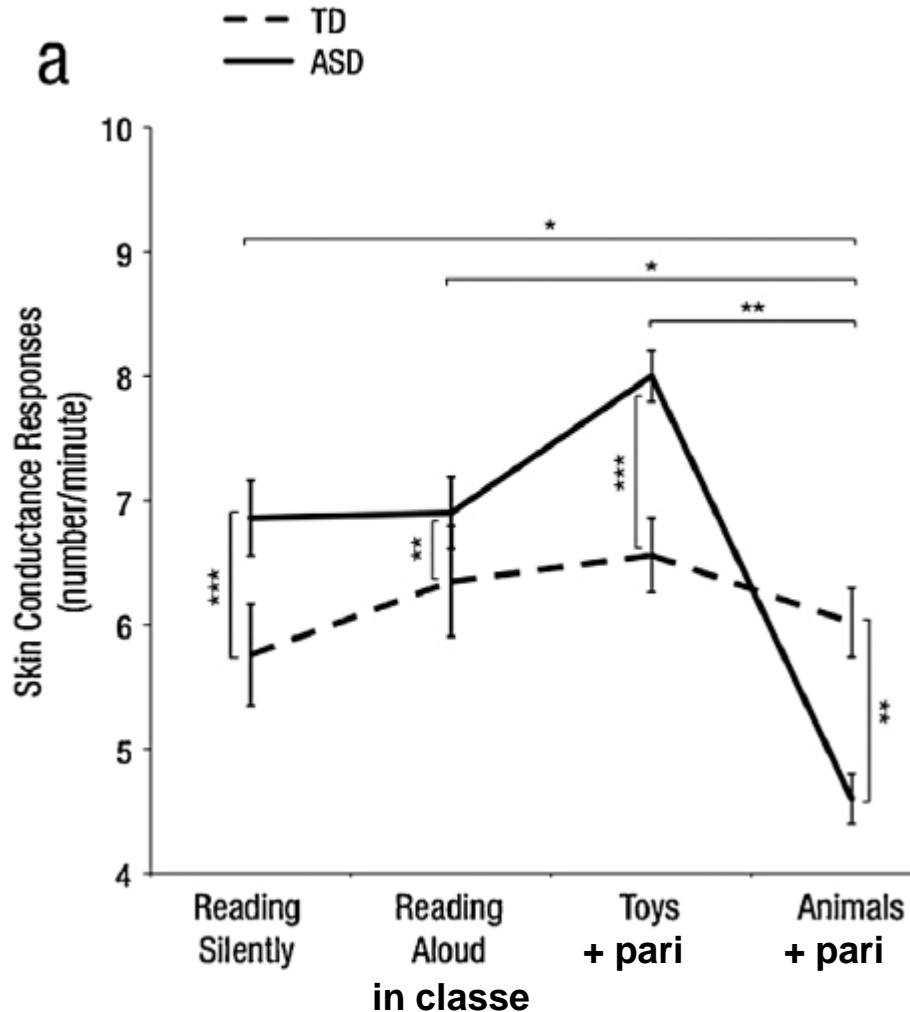 TD
ASD
a
10
9
8
7
6
5
4
Skin Conductance Responses
(number/minute)
*
*
**
***
**
***
**
Reading
Silently
Reading
Aloud
in classe
Toys
+ pari
Animals
+ pari